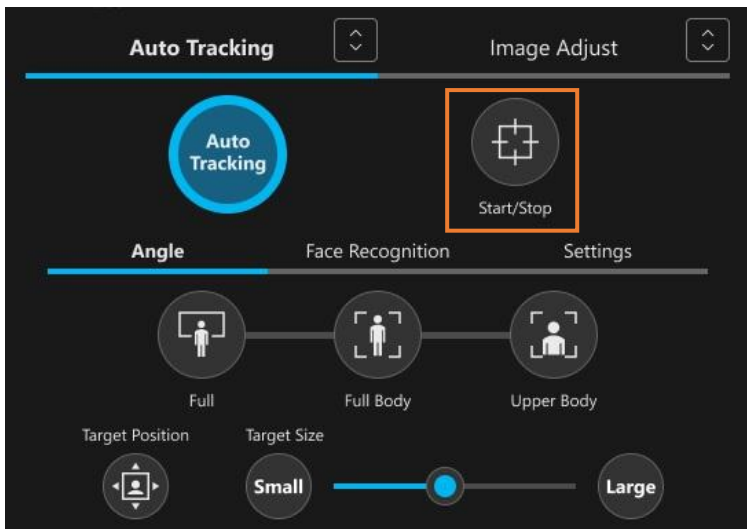 Auto Tracking
Image Adjust
Auto
Tracking
Start/Stop
Angle
Face Recognition
Settings
Full
Full Body
Upper Body
Target Position
Target Size
Small
Large